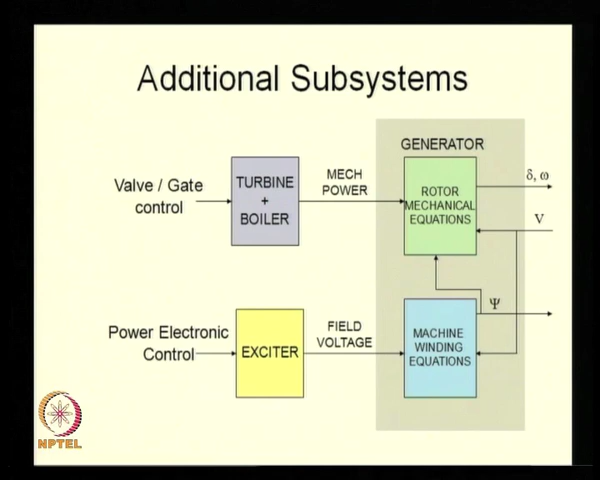 Additional Subsystems
GENERATOR
Valve / Gate
control
TURBINE
+
BOILER
MECH
POWER
ROTOR
MECHANICAL
EQUATIONS
δ, ω
V
Ψ
Power Electronic
Control
EXCITER
FIELD
VOLTAGE
MACHINE
WINDING
EQUATIONS
NPTEL